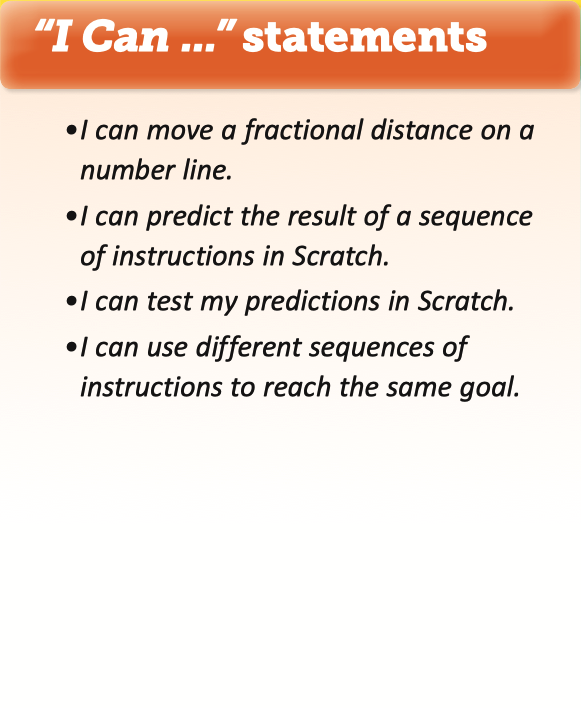 “I Can ...” statements
•I can move a fractional distance on a
number line.
•I can predict the result of a sequence
of instructions in Scratch.
•I can test my predictions in Scratch.
•I can use different sequences of
instructions to reach the same goal.